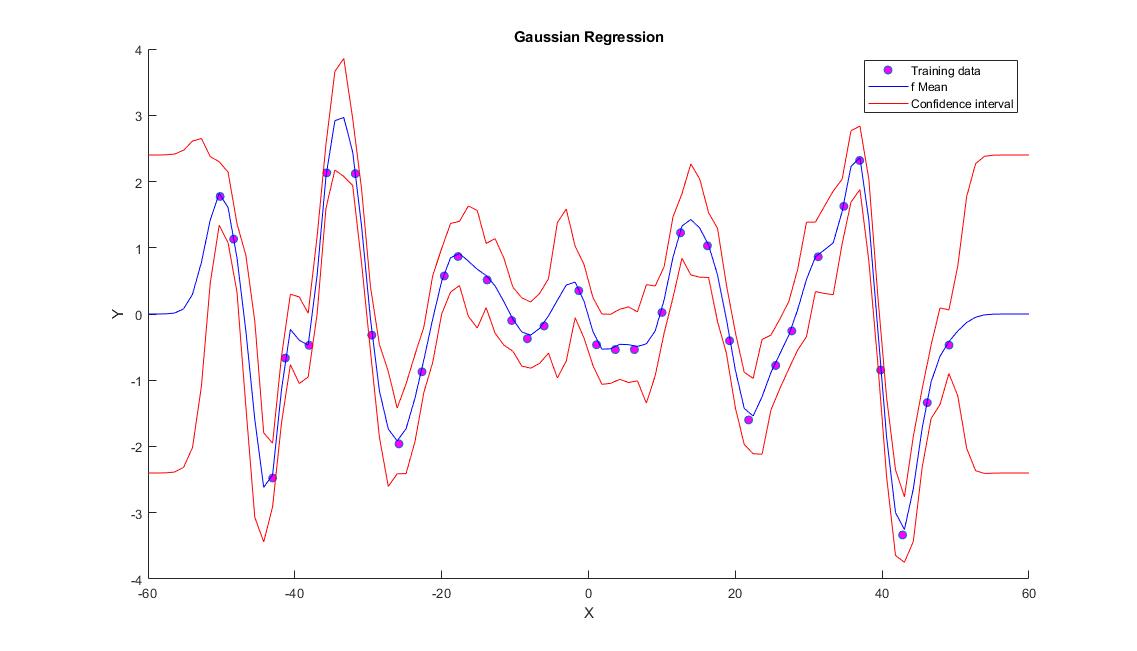 Gaussian Regression
Training data
f Mean
Confidence interval
Y
4
3
2
1
0
-1
-2
-3
-4
-60 -40 -20 0 20 40 60
X